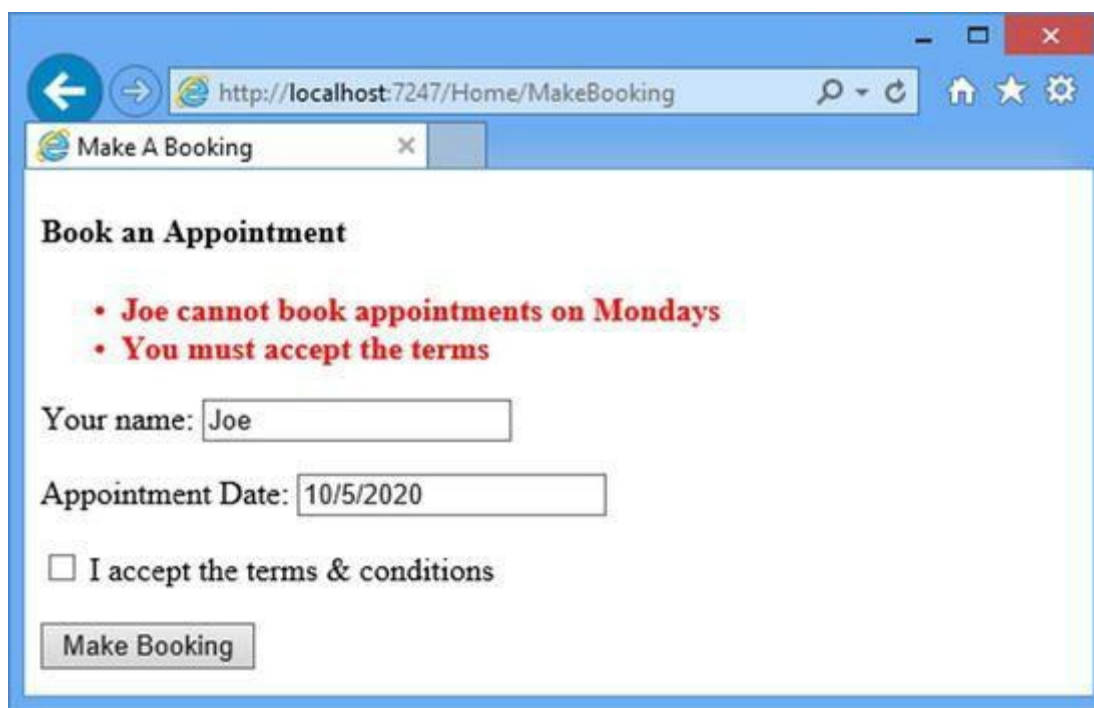 http://localhost:7247/Home/MakeBooking
Make A Booking
Book an Appointment
• Joe cannot book appointments on Mondays
• You must accept the terms
Your name: Joe
Appointment Date: 10/5/2020
I accept the terms & conditions
Make Booking